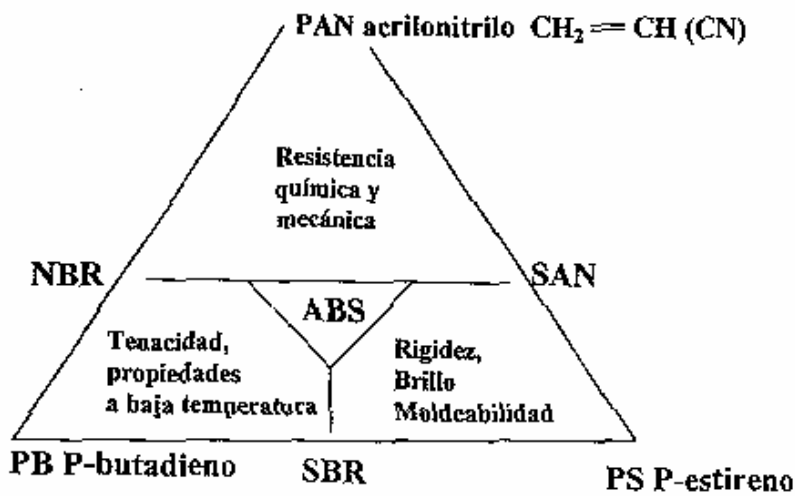 PAN acrilonitrilo CH₂ == CH (CN)
Resistencia
química y
mecánica
NBR
SAN
ABS
Tenacidad,
propiedades
a baja temperatura
Rigidez,
Brillo
Moldeabilidad
PB P-butadieno
SBR
PS P-estireno